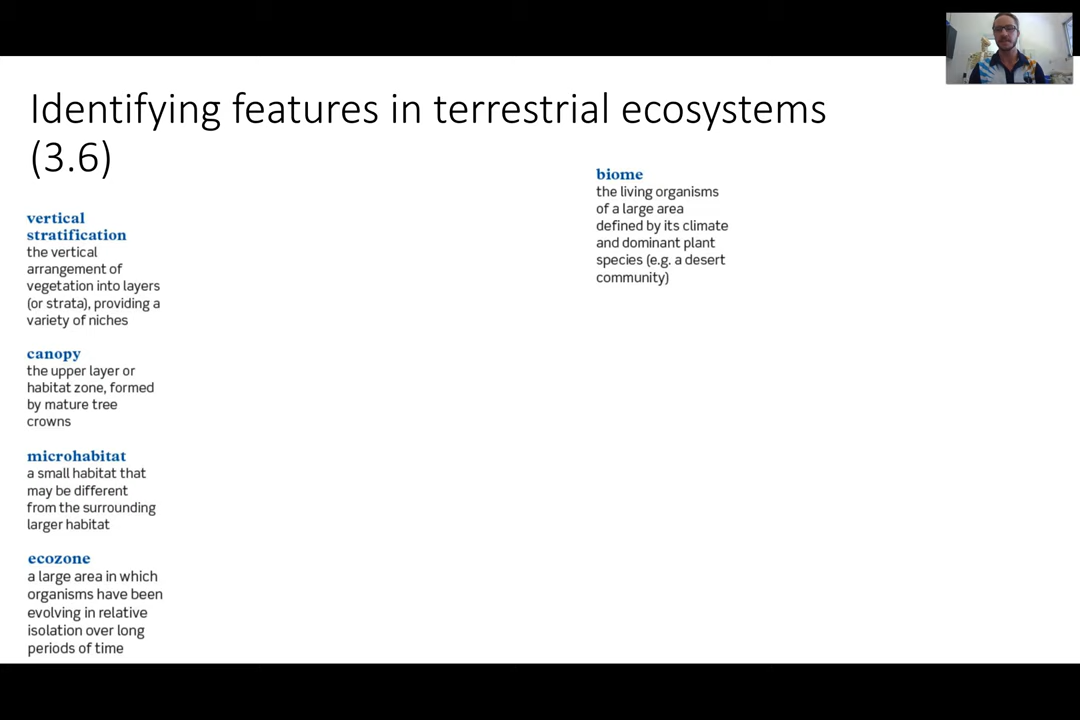 Identifying features in terrestrial ecosystems
(3.6)
vertical
stratification
the vertical
arrangement of
vegetation into layers
(or strata), providing a
variety of niches
canopy
the upper layer or
habitat zone, formed
by mature tree
crowns
microhabitat
a small habitat that
may be different
from the surrounding
larger habitat
ecozone
a large area in which
organisms have been
evolving in relative
isolation over long
periods of time
biome
the living organisms
of a large area
defined by its climate
and dominant plant
species (e.g. a desert
community)